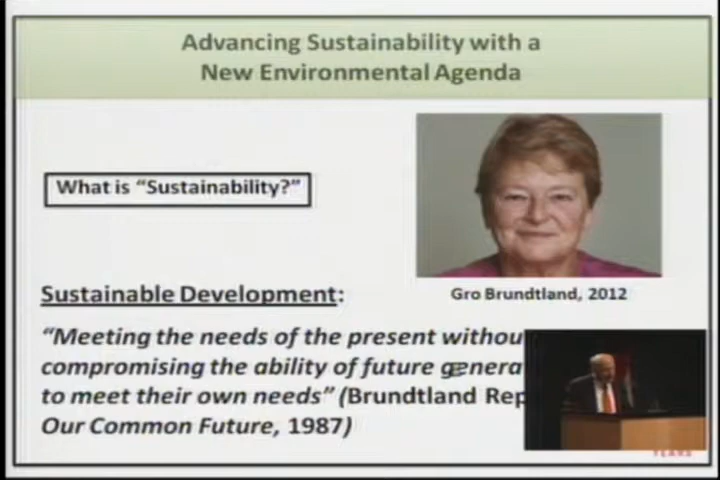 Advancing Sustainability with a
New Environmental Agenda
What is “Sustainability?”
Gro Brundtland, 2012
Sustainable Development:
“Meeting the needs of the present withou
compromising the ability of future genera
to meet their own needs” (Brundtland Rep
Our Common Future, 1987)
YEARS